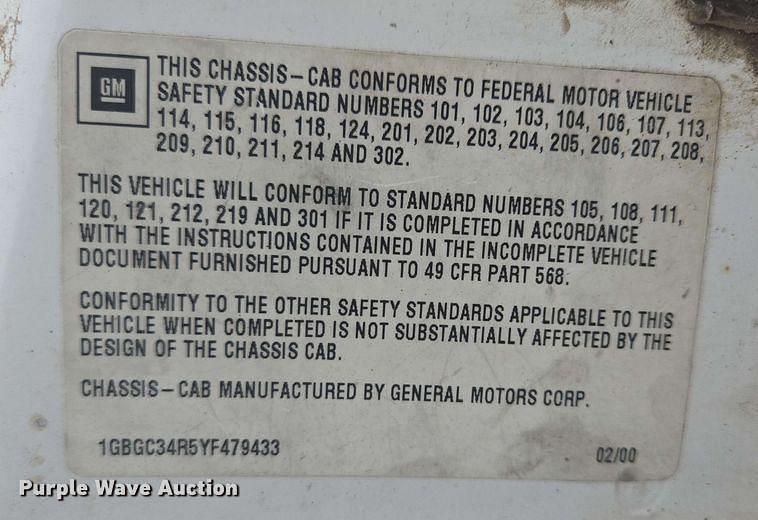 GM
THIS CHASSIS-CAB CONFORMS TO FEDERAL MOTOR VEHICLE
SAFETY STANDARD NUMBERS 101, 102, 103, 104, 106, 107, 113,
114, 115, 116, 118, 124, 201, 202, 203, 204, 205, 206, 207, 208,
209, 210, 211, 214 AND 302.
THIS VEHICLE WILL CONFORM TO STANDARD NUMBERS 105, 108, 111,
120, 121, 212, 219 AND 301 IF IT IS COMPLETED IN ACCORDANCE
WITH THE INSTRUCTIONS CONTAINED IN THE INCOMPLETE VEHICLE
DOCUMENT FURNISHED PURSUANT TO 49 CFR PART 568.
CONFORMITY TO THE OTHER SAFETY STANDARDS APPLICABLE TO THIS
VEHICLE WHEN COMPLETED IS NOT SUBSTANTIALLY AFFECTED BY THE
DESIGN OF THE CHASSIS CAB.
CHASSIS-CAB MANUFACTURED BY GENERAL MOTORS CORP.
1GBGC34R5YF479433 02/00
Purple Wave Auction